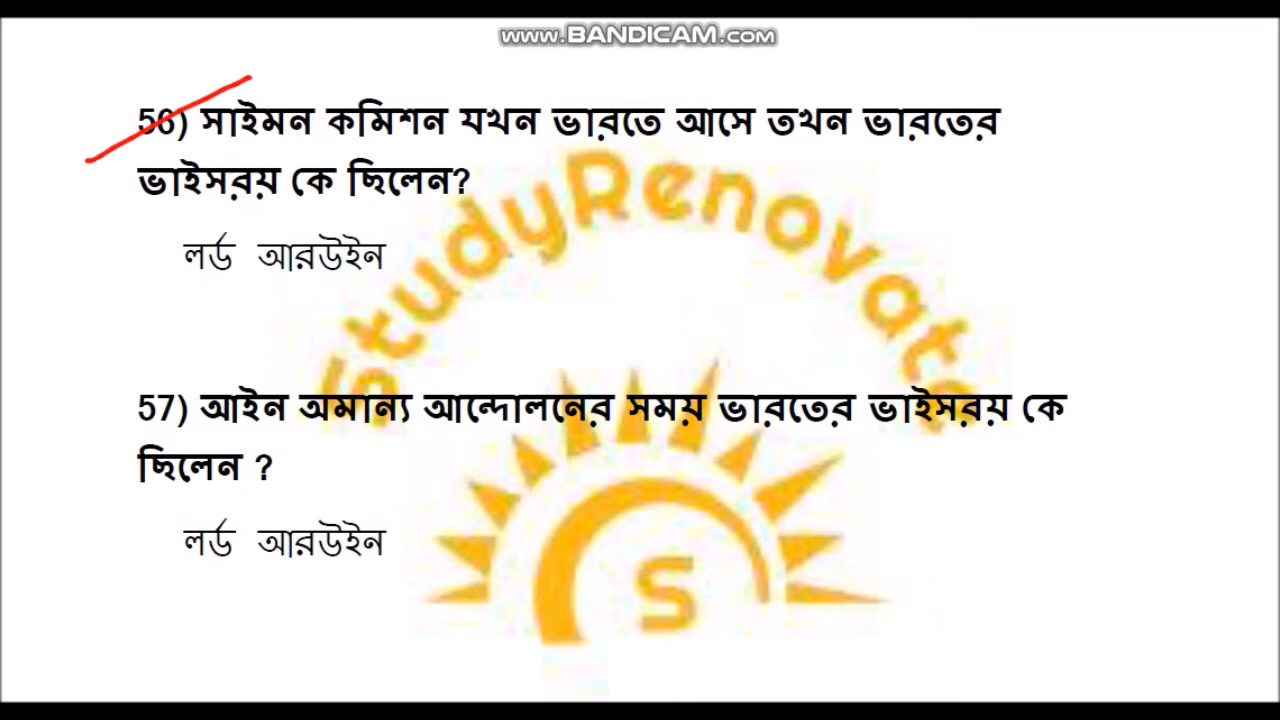 www.BANDICAM.com
56) সাইমন কমিশন যখন ভারতে আসে তখন ভারতের
ভাইসরয় কে ছিলেন?
লর্ড আরউইন
StudyRenovate
57) আইন অমান্য আন্দোলনের সময় ভারতের ভাইসরয় কে
ছিলেন ?
লর্ড আরউইন
S